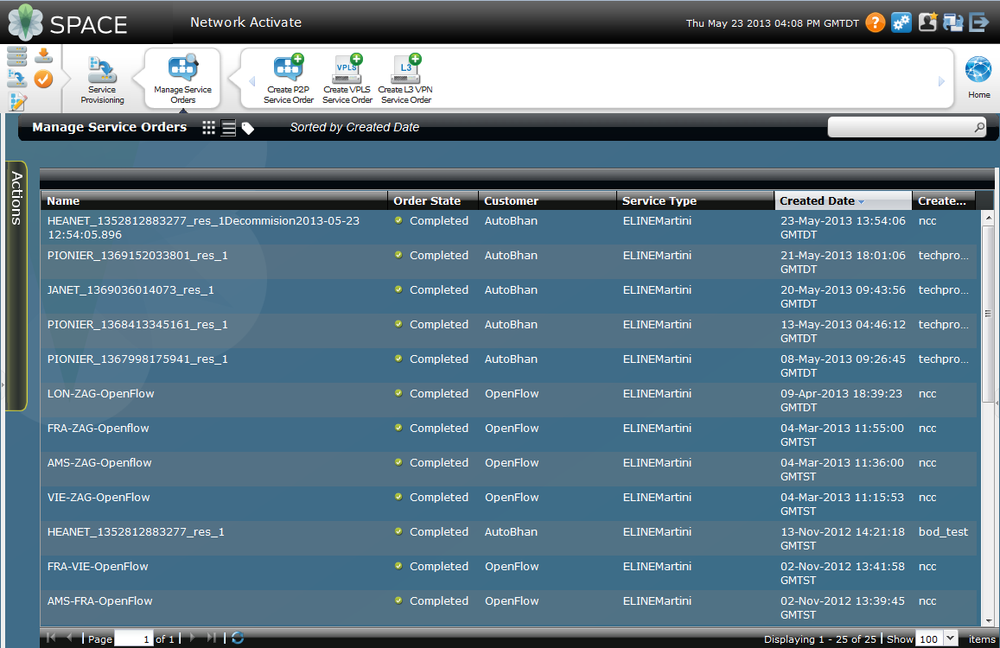 SPACE
Network Activate
Thu May 23 2013 04:08 PM GMTDT
?
Service Provisioning
Manage Service Orders
Create P2P Service Order
VPLS
Create VPLS Service Order
L3
Create L3 VPN Service Order
Home
Manage Service Orders
Sorted by Created Date
Actions
Name Order State Customer Service Type Created Date Create...
HEANET_1352812883277_res_1Decommision2013-05-23 12:54:05.896 Completed AutoBhan ELINEMartini 23-May-2013 13:54:06 GMTDT ncc
PIONIER_1369152033801_res_1 Completed AutoBhan ELINEMartini 21-May-2013 18:01:06 GMTDT techpro...
JANET_1369036014073_res_1 Completed AutoBhan ELINEMartini 20-May-2013 09:43:56 GMTDT techpro...
PIONIER_1368413345161_res_1 Completed AutoBhan ELINEMartini 13-May-2013 04:46:12 GMTDT techpro...
PIONIER_1367998175941_res_1 Completed AutoBhan ELINEMartini 08-May-2013 09:26:45 GMTDT techpro...
LON-ZAG-OpenFlow Completed OpenFlow ELINEMartini 09-Apr-2013 18:39:23 GMTDT ncc
FRA-ZAG-Openflow Completed OpenFlow ELINEMartini 04-Mar-2013 11:55:00 GMTST ncc
AMS-ZAG-Openflow Completed OpenFlow ELINEMartini 04-Mar-2013 11:36:00 GMTST ncc
VIE-ZAG-OpenFlow Completed OpenFlow ELINEMartini 04-Mar-2013 11:15:53 GMTST ncc
HEANET_1352812883277_res_1 Completed AutoBhan ELINEMartini 13-Nov-2012 14:21:18 GMTST bod_test
FRA-VIE-OpenFlow Completed OpenFlow ELINEMartini 02-Nov-2012 13:41:58 GMTST ncc
AMS-FRA-OpenFlow Completed OpenFlow ELINEMartini 02-Nov-2012 13:39:45 GMTST ncc
Page 1 of 1
Displaying 1 - 25 of 25 Show 100 items